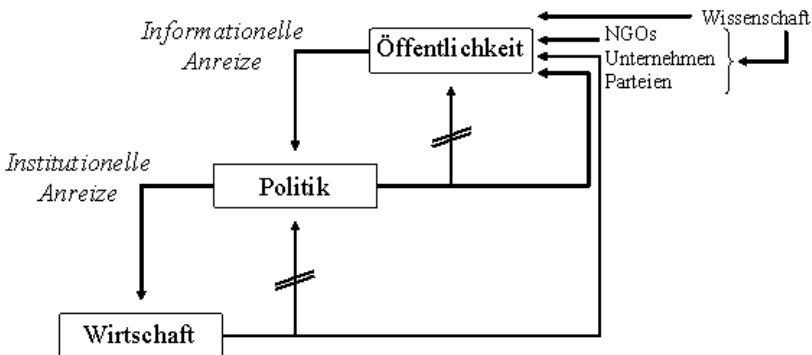 Wissenschaft
Informationelle
Anreize
Öffentlichkeit
NGOs
Unternehmen
Parteien
Institutionelle
Anreize
Politik
Wirtschaft